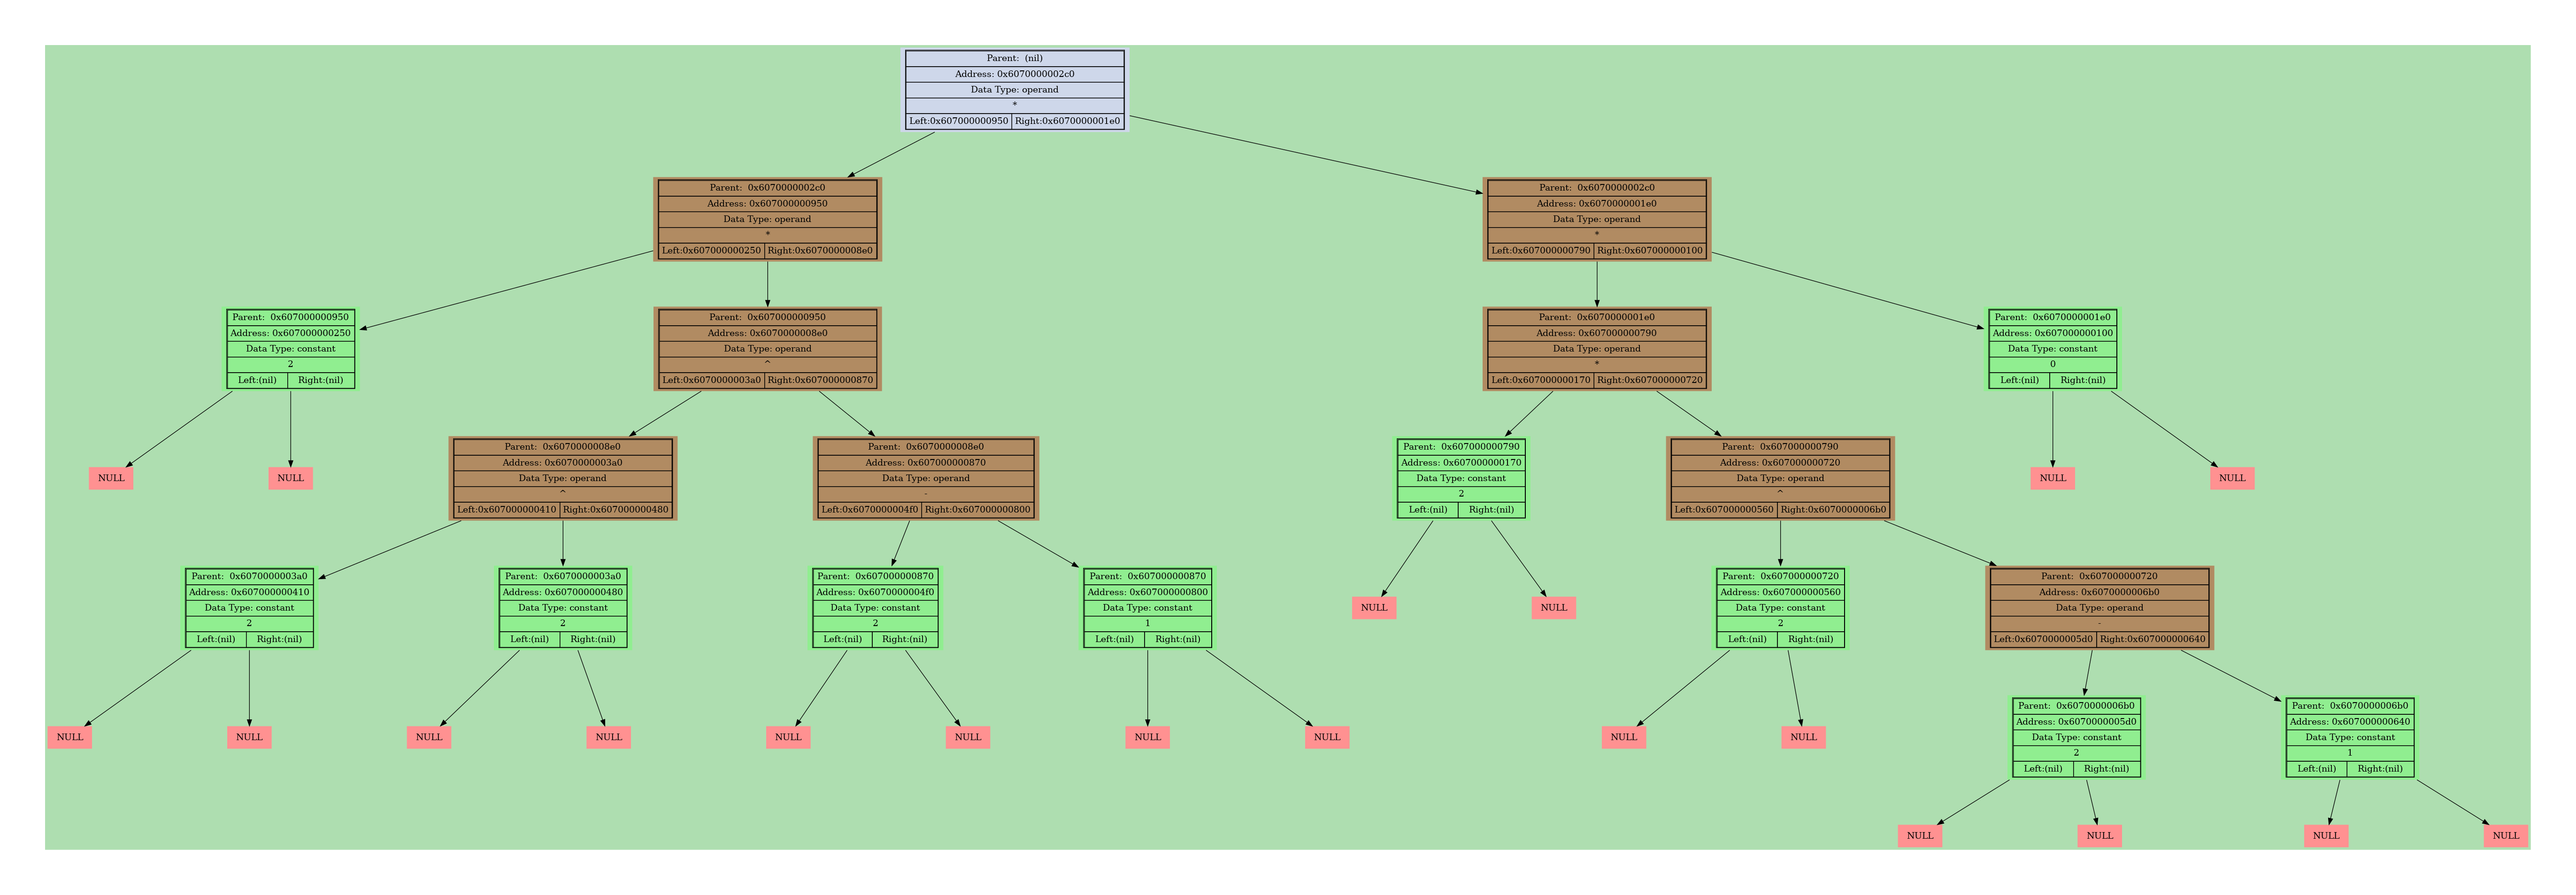 Parent:  (nil)
Address: 0x6070000002c0
Data Type: operand
*
Left:0x607000000950 Right:0x6070000001e0
Parent:  0x6070000002c0
Address: 0x607000000950
Data Type: operand
*
Left:0x607000000250 Right:0x6070000008e0
Parent:  0x6070000002c0
Address: 0x6070000001e0
Data Type: operand
*
Left:0x607000000790 Right:0x607000000100
Parent:  0x607000000950
Address: 0x607000000250
Data Type: constant
2
Left:(nil) Right:(nil)
Parent:  0x607000000950
Address: 0x6070000008e0
Data Type: operand
^
Left:0x6070000003a0 Right:0x607000000870
Parent:  0x6070000001e0
Address: 0x607000000790
Data Type: operand
*
Left:0x607000000170 Right:0x607000000720
Parent:  0x6070000001e0
Address: 0x607000000100
Data Type: constant
0
Left:(nil) Right:(nil)
NULL
NULL
Parent:  0x6070000008e0
Address: 0x6070000003a0
Data Type: operand
^
Left:0x607000000410 Right:0x607000000480
Parent:  0x6070000008e0
Address: 0x607000000870
Data Type: operand
-
Left:0x6070000004f0 Right:0x607000000800
Parent:  0x607000000790
Address: 0x607000000170
Data Type: constant
2
Left:(nil) Right:(nil)
Parent:  0x607000000790
Address: 0x607000000720
Data Type: operand
^
Left:0x607000000560 Right:0x6070000006b0
NULL
NULL
Parent:  0x6070000003a0
Address: 0x607000000410
Data Type: constant
2
Left:(nil) Right:(nil)
Parent:  0x6070000003a0
Address: 0x607000000480
Data Type: constant
2
Left:(nil) Right:(nil)
Parent:  0x607000000870
Address: 0x6070000004f0
Data Type: constant
2
Left:(nil) Right:(nil)
Parent:  0x607000000870
Address: 0x607000000800
Data Type: constant
1
Left:(nil) Right:(nil)
NULL
NULL
Parent:  0x607000000720
Address: 0x607000000560
Data Type: constant
2
Left:(nil) Right:(nil)
Parent:  0x607000000720
Address: 0x6070000006b0
Data Type: operand
-
Left:0x6070000005d0 Right:0x607000000640
NULL
NULL
NULL
NULL
NULL
NULL
NULL
NULL
NULL
NULL
Parent:  0x6070000006b0
Address: 0x6070000005d0
Data Type: constant
2
Left:(nil) Right:(nil)
Parent:  0x6070000006b0
Address: 0x607000000640
Data Type: constant
1
Left:(nil) Right:(nil)
NULL
NULL
NULL
NULL